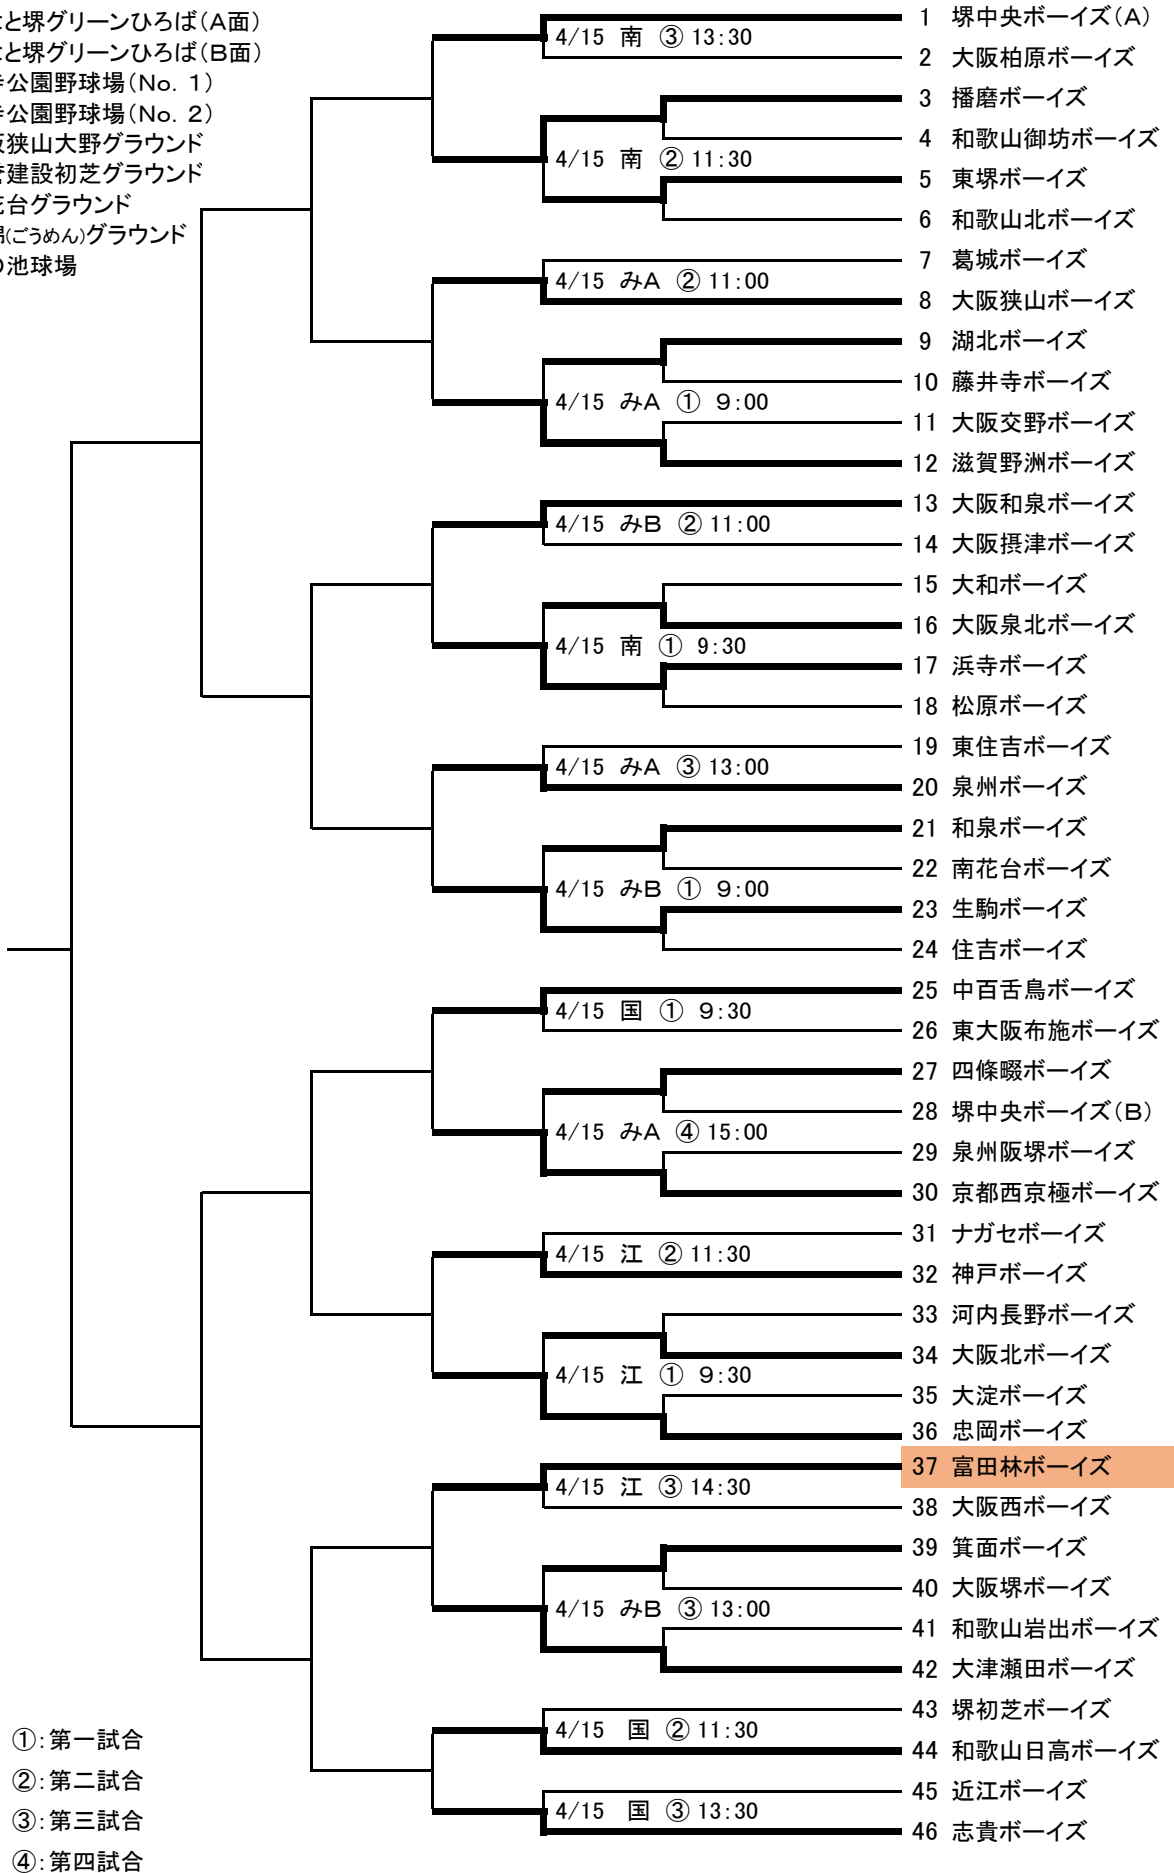 と堺グリーンひろば（A面）
と堺グリーンひろば（B面）
公園野球場（No．1）
公園野球場（No．2）
狭山大野グラウンド
建設初芝グラウンド
台グラウンド
(ごうめん)グラウンド
池球場
1 堺中央ボーイズ（A）
4/15 南 ③ 13:30
2 大阪柏原ボーイズ
3 播磨ボーイズ
4 和歌山御坊ボーイズ
4/15 南 ② 11:30
5 東堺ボーイズ
6 和歌山北ボーイズ
7 葛城ボーイズ
4/15 みA ② 11:00
8 大阪狭山ボーイズ
9 湖北ボーイズ
10 藤井寺ボーイズ
4/15 みA ① 9:00
11 大阪交野ボーイズ
12 滋賀野洲ボーイズ
13 大阪和泉ボーイズ
4/15 みB ② 11:00
14 大阪摂津ボーイズ
15 大和ボーイズ
16 大阪泉北ボーイズ
4/15 南 ① 9:30
17 浜寺ボーイズ
18 松原ボーイズ
19 東住吉ボーイズ
4/15 みA ③ 13:00
20 泉州ボーイズ
21 和泉ボーイズ
22 南花台ボーイズ
4/15 みB ① 9:00
23 生駒ボーイズ
24 住吉ボーイズ
25 中百舌鳥ボーイズ
4/15 国 ① 9:30
26 東大阪布施ボーイズ
27 四條畷ボーイズ
28 堺中央ボーイズ（B）
4/15 みA ④ 15:00
29 泉州阪堺ボーイズ
30 京都西京極ボーイズ
31 ナガセボーイズ
4/15 江 ② 11:30
32 神戸ボーイズ
33 河内長野ボーイズ
34 大阪北ボーイズ
4/15 江 ① 9:30
35 大淀ボーイズ
36 忠岡ボーイズ
37 富田林ボーイズ
4/15 江 ③ 14:30
38 大阪西ボーイズ
39 箕面ボーイズ
40 大阪堺ボーイズ
4/15 みB ③ 13:00
41 和歌山岩出ボーイズ
42 大津瀬田ボーイズ
43 堺初芝ボーイズ
4/15 国 ② 11:30
44 和歌山日高ボーイズ
45 近江ボーイズ
4/15 国 ③ 13:30
46 志貴ボーイズ
①：第一試合
②：第二試合
③：第三試合
④：第四試合